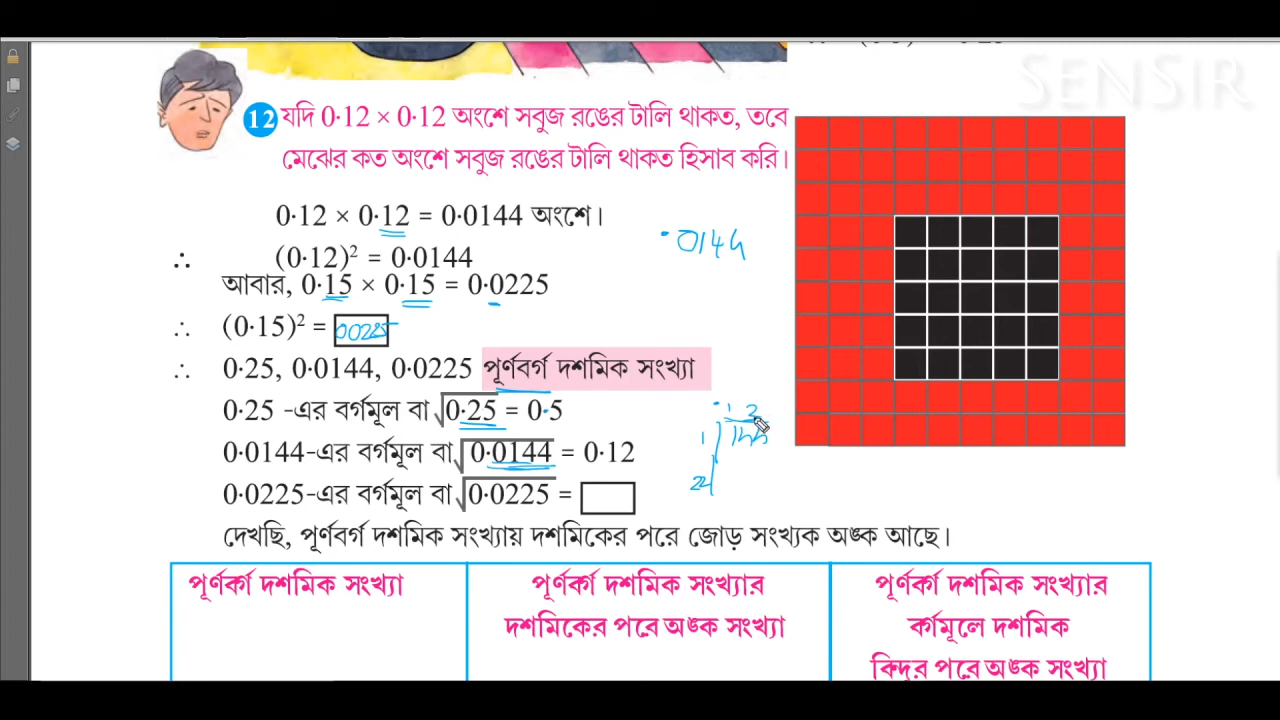 SENSIR
12 যদি 0·12 × 0·12 অংশে সবুজ রঙের টালি থাকত, তবে
মেঝের কত অংশে সবুজ রঙের টালি থাকত হিসাব করি।
0·12 × 0·12 = 0·0144 অংশে।
·0144
∴ (0·12)² = 0·0144
আবার, 0·15 × 0·15 = 0·0225
∴ (0·15)² = 0·0225
∴ 0·25, 0·0144, 0·0225 পূর্ণবর্গ দশমিক সংখ্যা
0·25 -এর বর্গমূল বা √0·25 = 0·5
·12
1 144
0·0144-এর বর্গমূল বা √0·0144 = 0·12
0·0225-এর বর্গমূল বা √0·0225 =
দেখছি, পূর্ণবর্গ দশমিক সংখ্যায় দশমিকের পরে জোড় সংখ্যক অঙ্ক আছে।
পূর্ণবর্গ দশমিক সংখ্যা
পূর্ণবর্গ দশমিক সংখ্যার
দশমিকের পরে অঙ্ক সংখ্যা
পূর্ণবর্গ দশমিক সংখ্যার
বর্গমূলে দশমিক
বিন্দুর পরে অঙ্ক সংখ্যা